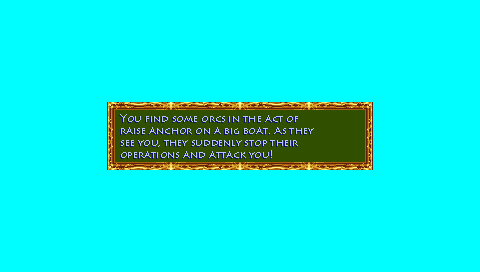 You find some orcs in the act of
raise anchor on a big boat. As they
see you, they suddenly stop their
operations and attack you!